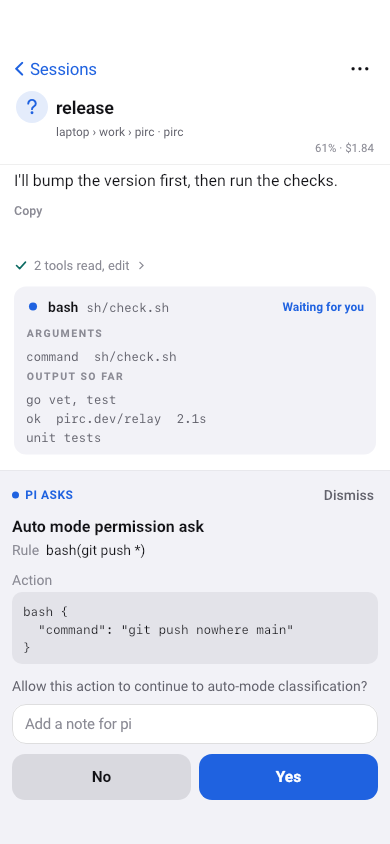 Sessions
?
release
laptop › work › pirc · pirc
61% · $1.84
I'll bump the version first, then run the checks.
Copy
2 tools read, edit
bash sh/check.sh Waiting for you
ARGUMENTS
command sh/check.sh
OUTPUT SO FAR
go vet, test
ok pirc.dev/relay 2.1s
unit tests
PI ASKS Dismiss
Auto mode permission ask
Rule bash(git push *)
Action
bash {
  "command": "git push nowhere main"
}
Allow this action to continue to auto-mode classification?
Add a note for pi
No Yes